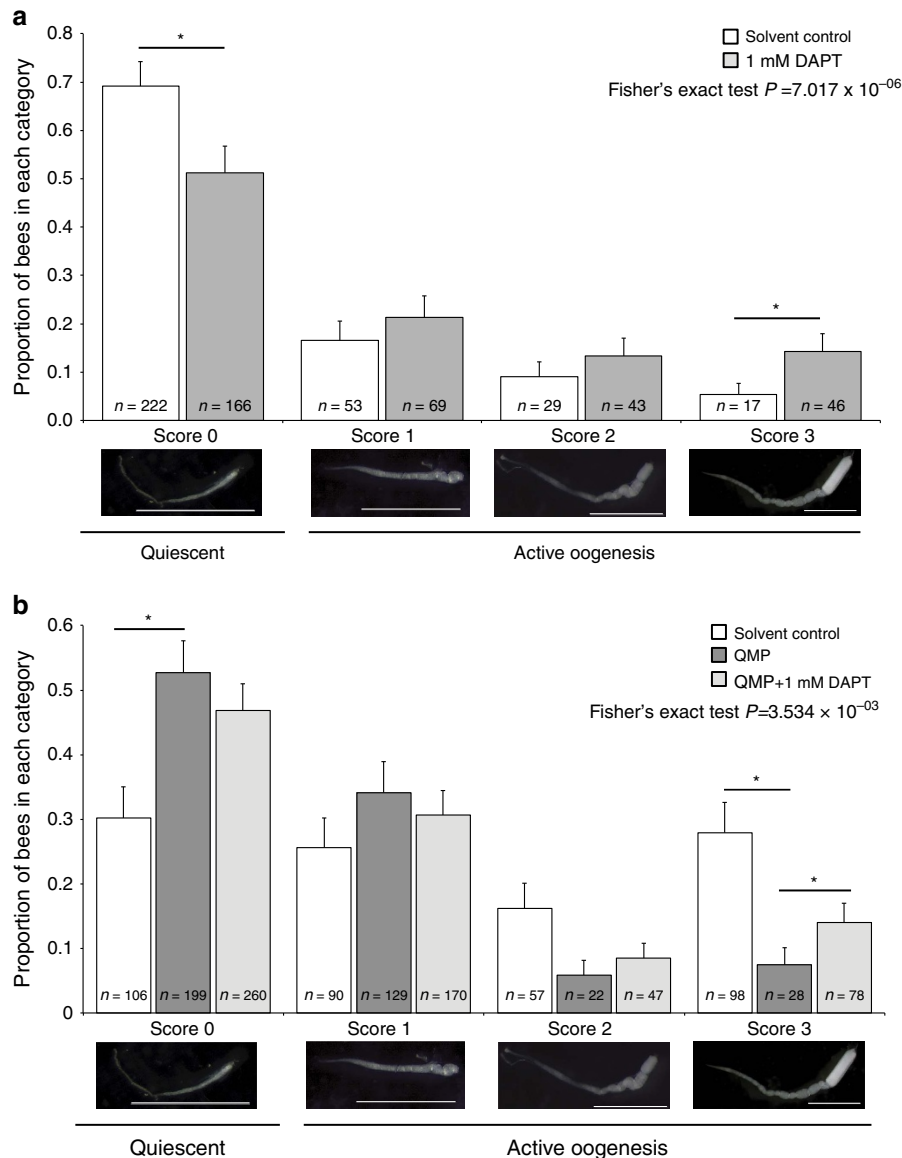 a
Proportion of bees in each category
0.8
0.7
0.6
0.5
0.4
0.3
0.2
0.1
0.0
*
*
Solvent control
1 mM DAPT
Fisher's exact test P =7.017 x 10⁻⁰⁶
n = 222 n = 166 n = 53 n = 69 n = 29 n = 43 n = 17 n = 46
Score 0 Score 1 Score 2 Score 3
Quiescent Active oogenesis
b
Proportion of bees in each category
0.6
0.5
0.4
0.3
0.2
0.1
0
*
*
*
Solvent control
QMP
QMP+1 mM DAPT
Fisher's exact test P=3.534 × 10⁻⁰³
n = 106 n = 199 n = 260 n = 90 n = 129 n = 170 n = 57 n = 22 n = 47 n = 98 n = 28 n = 78
Score 0 Score 1 Score 2 Score 3
Quiescent Active oogenesis